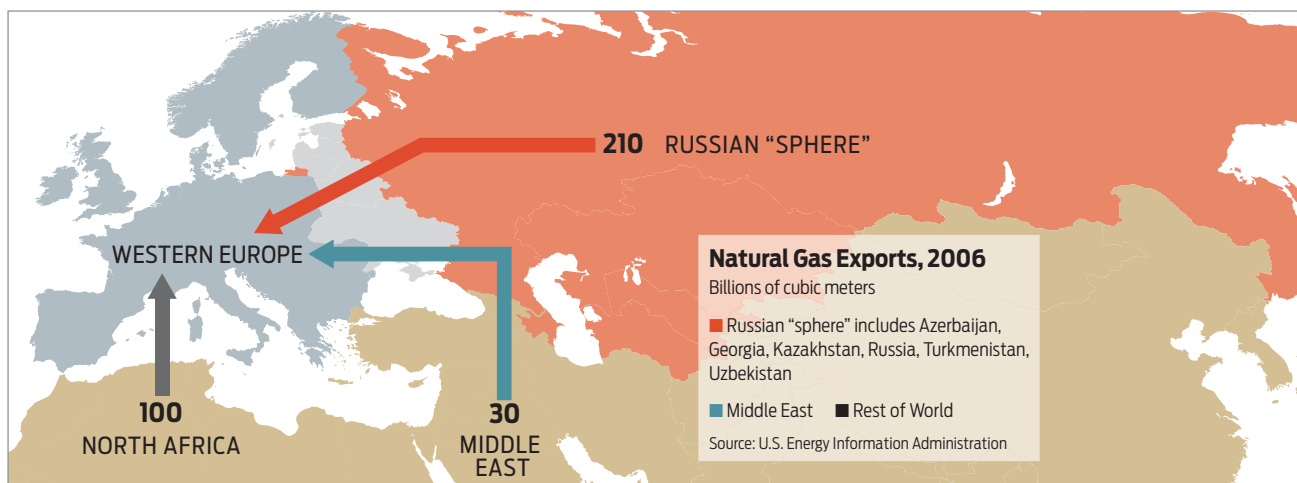 210 RUSSIAN “SPHERE”
WESTERN EUROPE
100
NORTH AFRICA
30
MIDDLE
EAST
Natural Gas Exports, 2006
Billions of cubic meters
Russian “sphere” includes Azerbaijan,
Georgia, Kazakhstan, Russia, Turkmenistan,
Uzbekistan
Middle East Rest of World
Source: U.S. Energy Information Administration